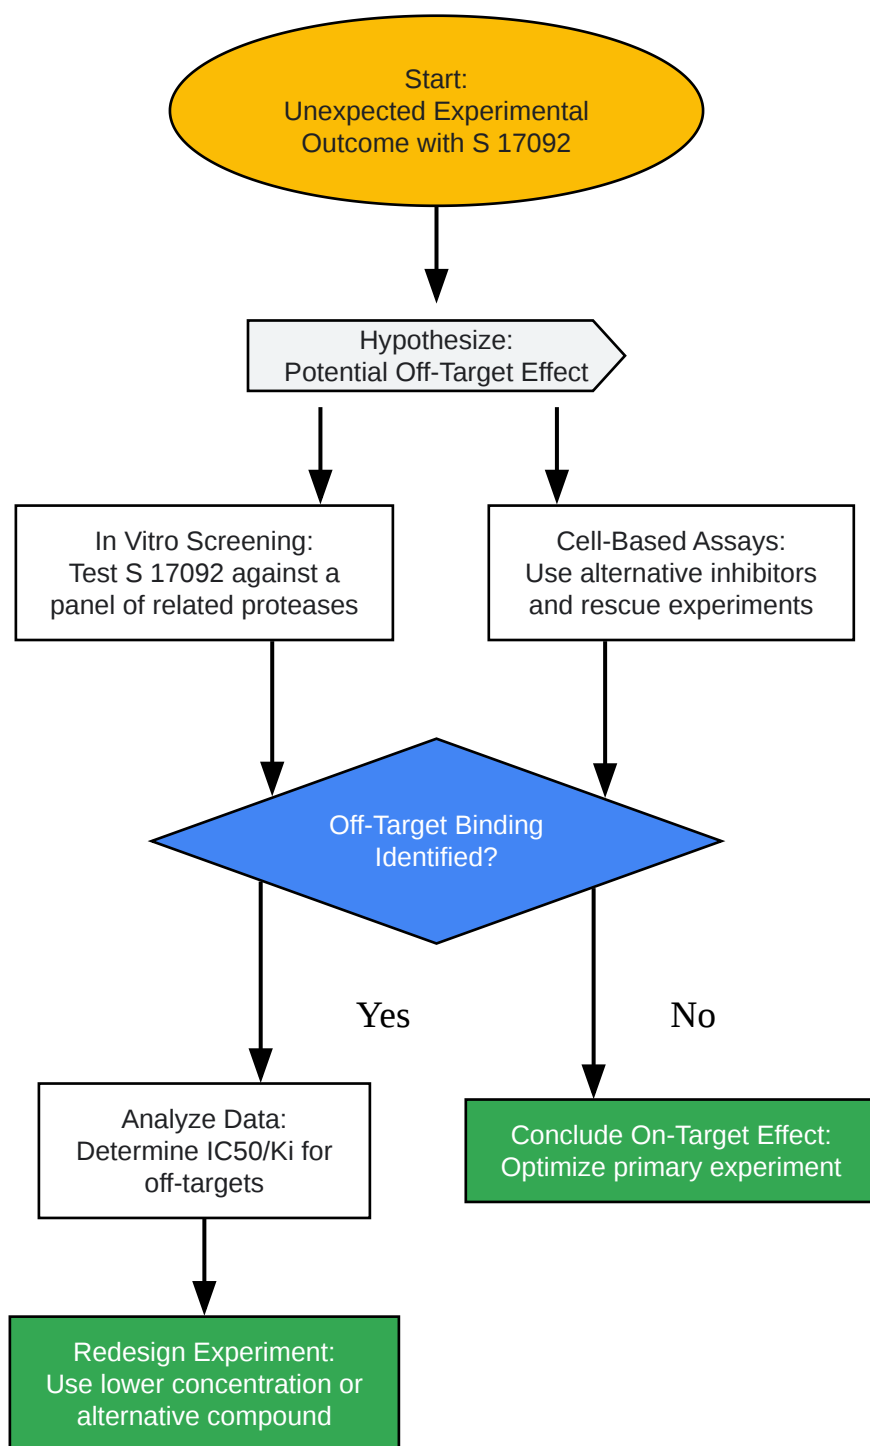 Start:
Unexpected Experimental
Outcome with S 17092
Hypothesize:
Potential Off-Target Effect
In Vitro Screening:
Test S 17092 against a
panel of related proteases
Cell-Based Assays:
Use alternative inhibitors
and rescue experiments
Off-Target Binding
Identified?
Yes
No
Analyze Data:
Determine IC50/Ki for
off-targets
Conclude On-Target Effect:
Optimize primary experiment
Redesign Experiment:
Use lower concentration or
alternative compound